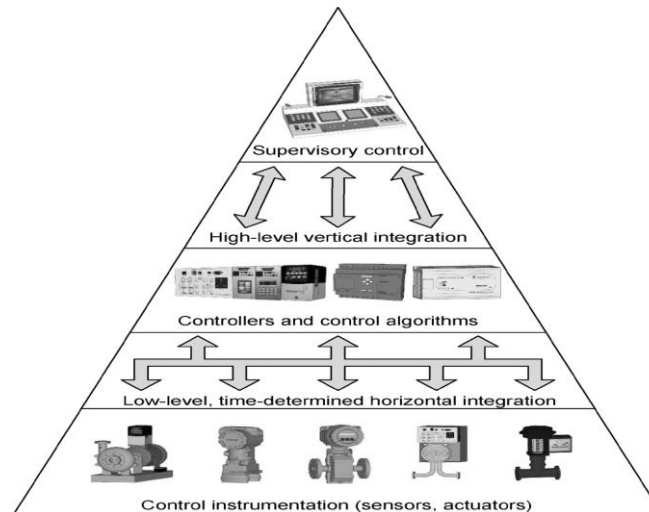 Supervisory control
High-level vertical integration
Controllers and control algorithms
Low-level, time-determined horizontal integration
Control instrumentation (sensors, actuators)